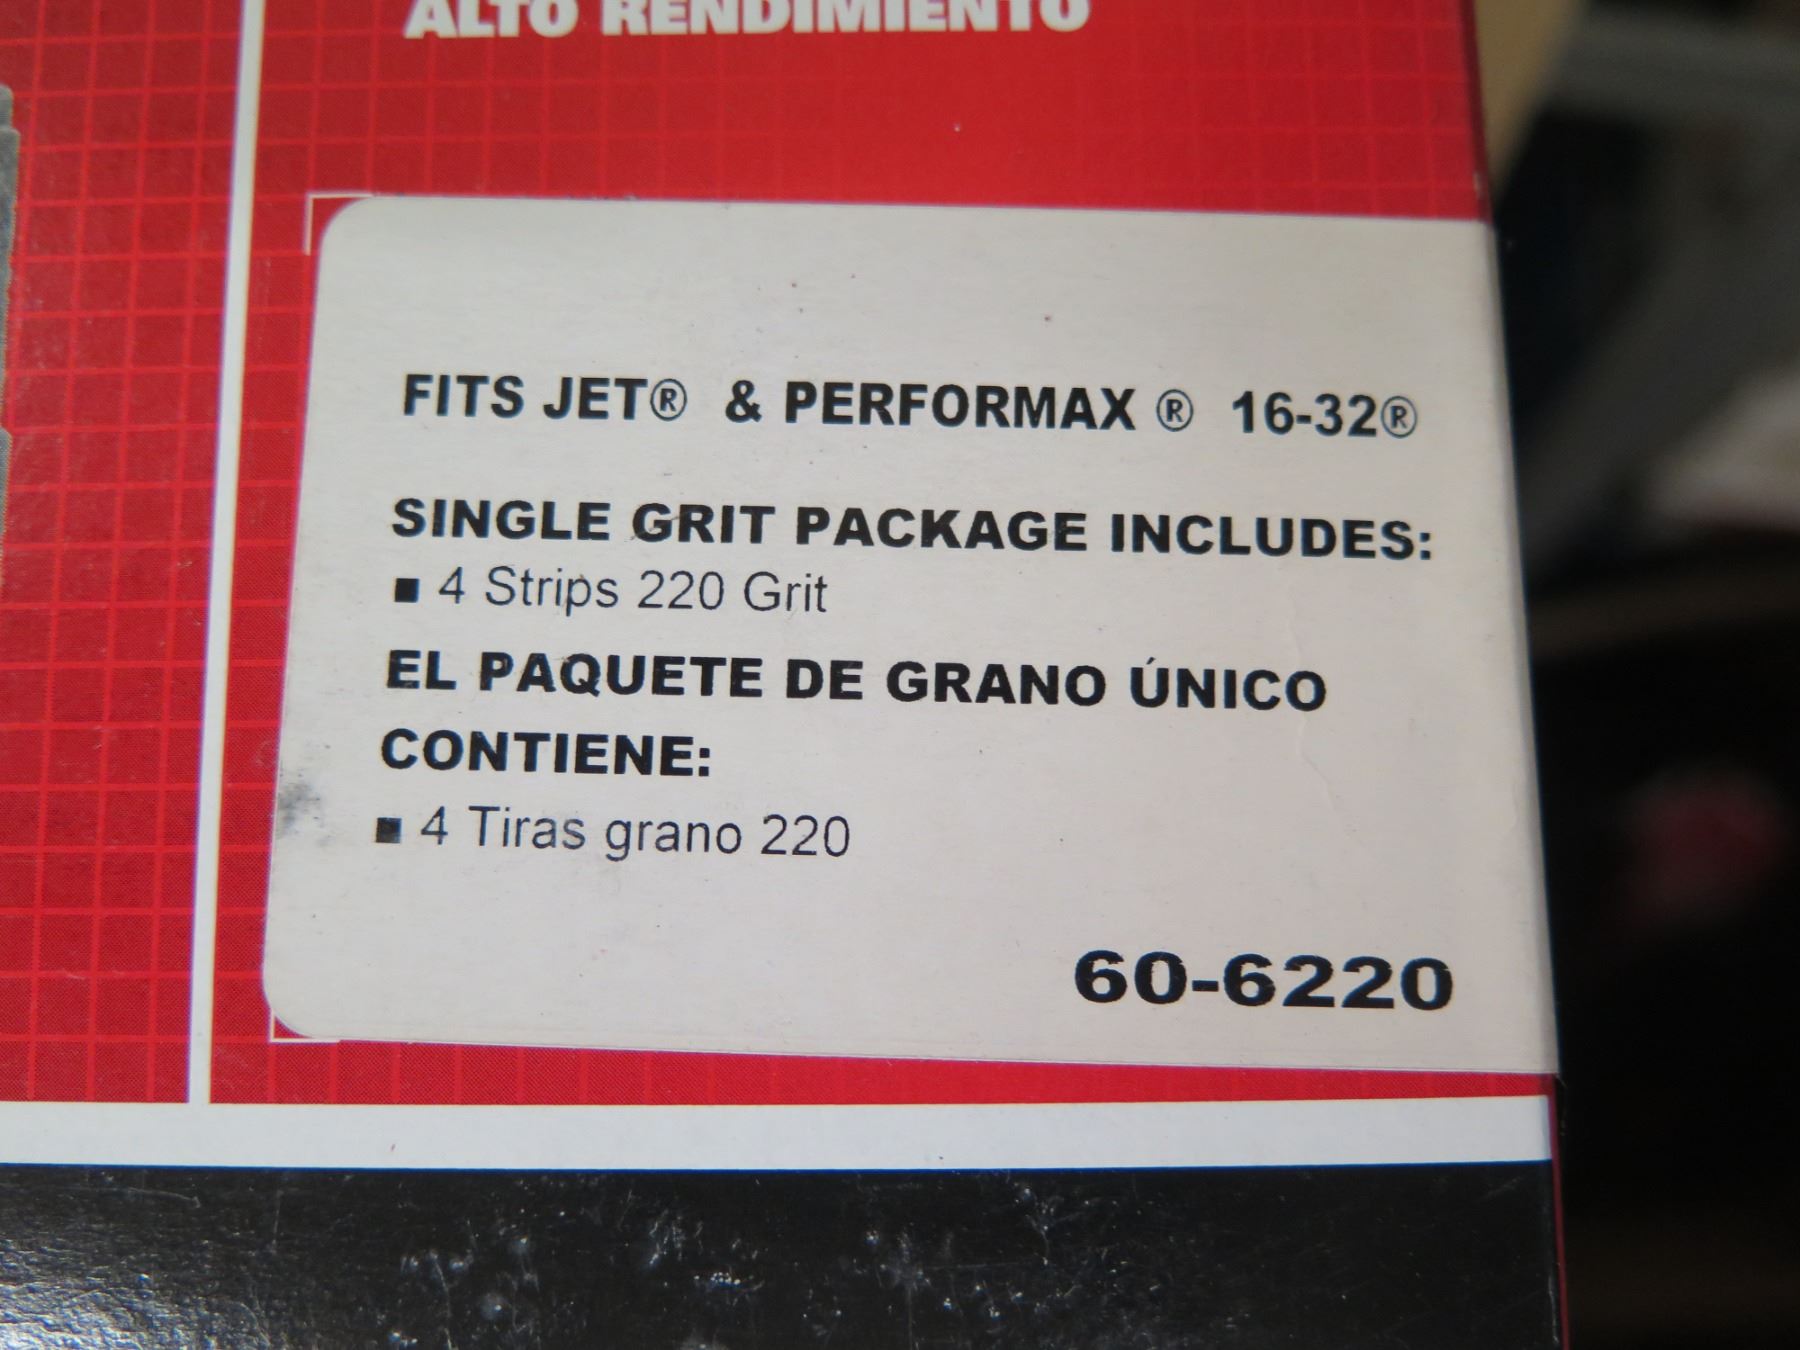 ALTO RENDIMIENTO
FITS JET® & PERFORMAX ® 16-32®
SINGLE GRIT PACKAGE INCLUDES:
▪ 4 Strips 220 Grit
EL PAQUETE DE GRANO ÚNICO
CONTIENE:
▪ 4 Tiras grano 220
60-6220